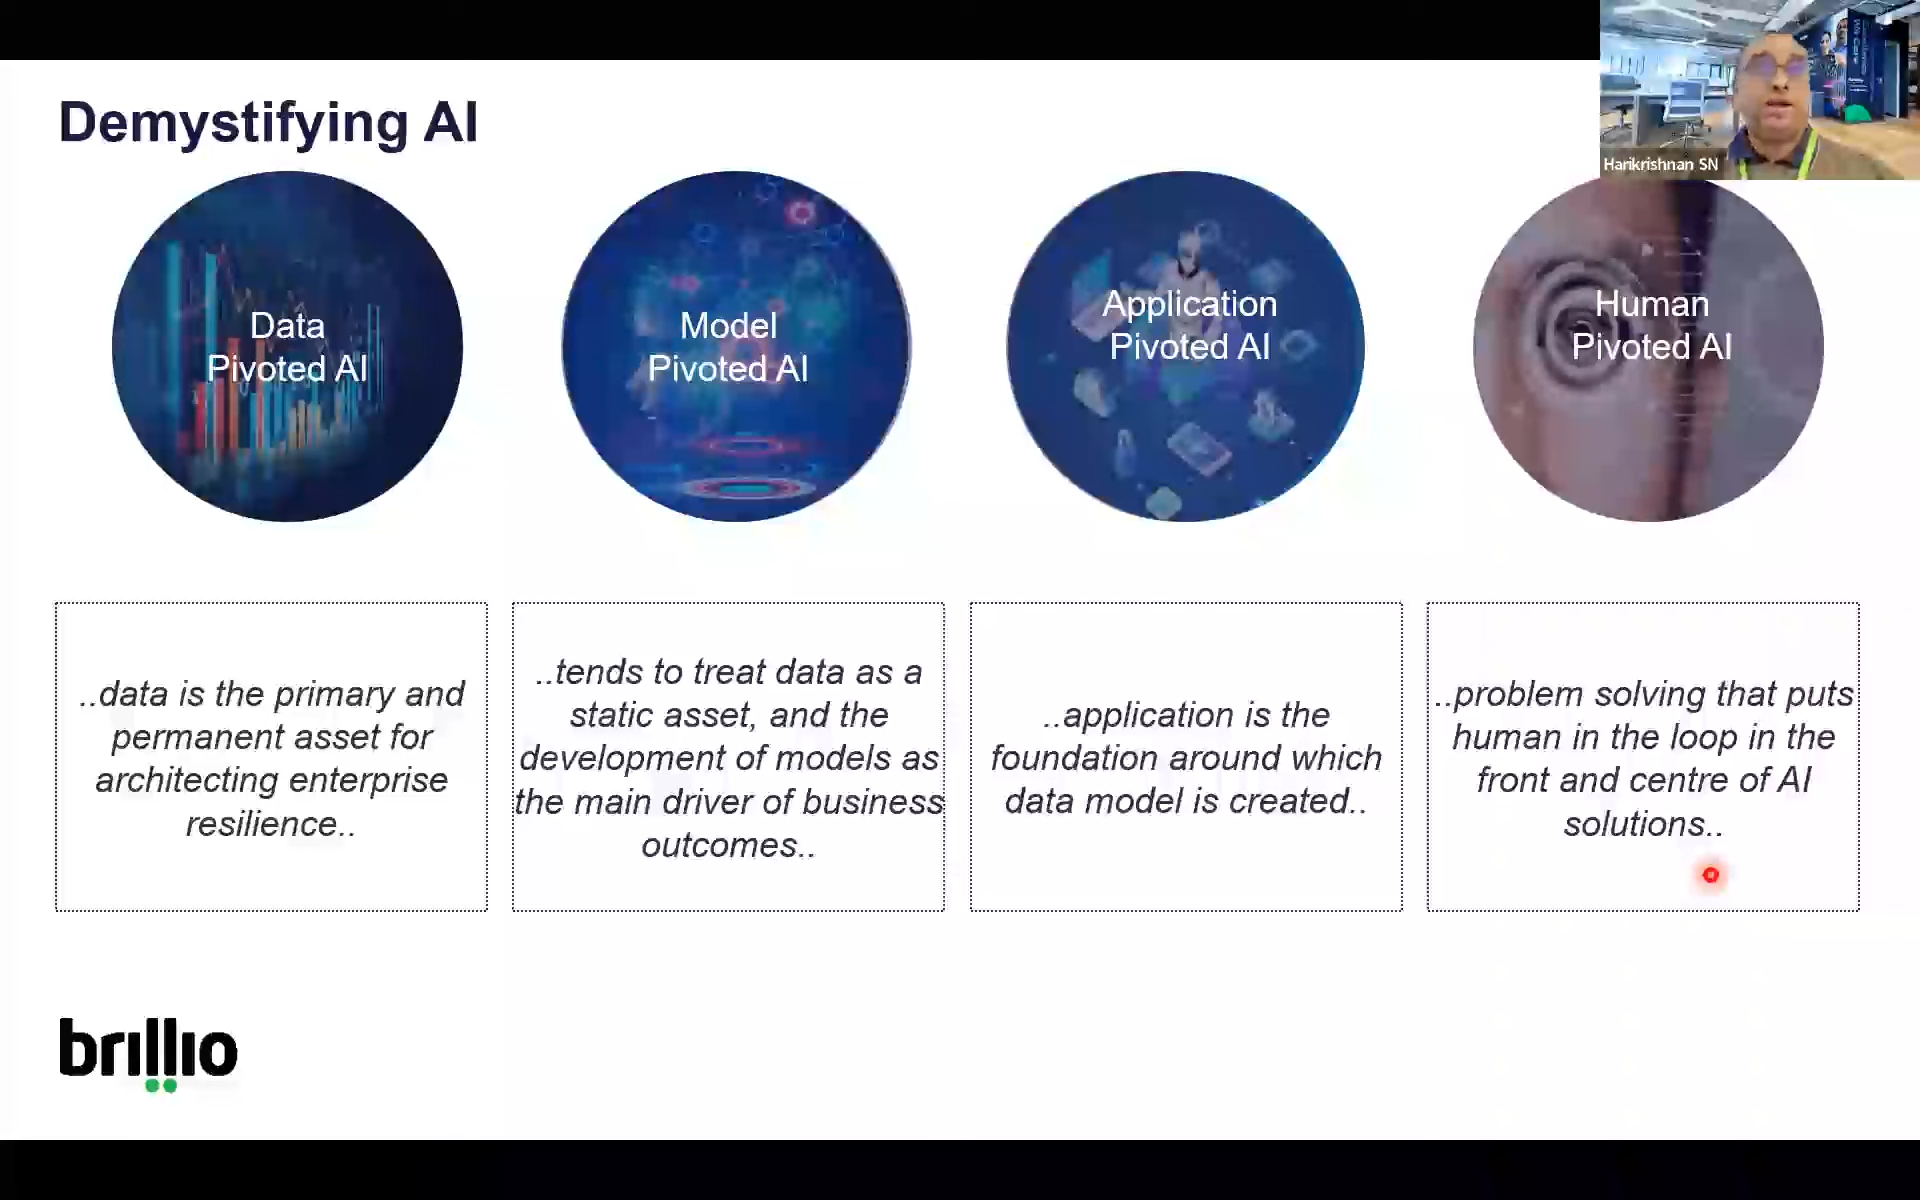 Demystifying AI
Harikrishnan SN
Data
Pivoted AI
Model
Pivoted AI
Application
Pivoted AI
Human
Pivoted AI
..data is the primary and
permanent asset for
architecting enterprise
resilience..
..tends to treat data as a
static asset, and the
development of models as
the main driver of business
outcomes..
..application is the
foundation around which
data model is created..
..problem solving that puts
human in the loop in the
front and centre of AI
solutions..
brillio